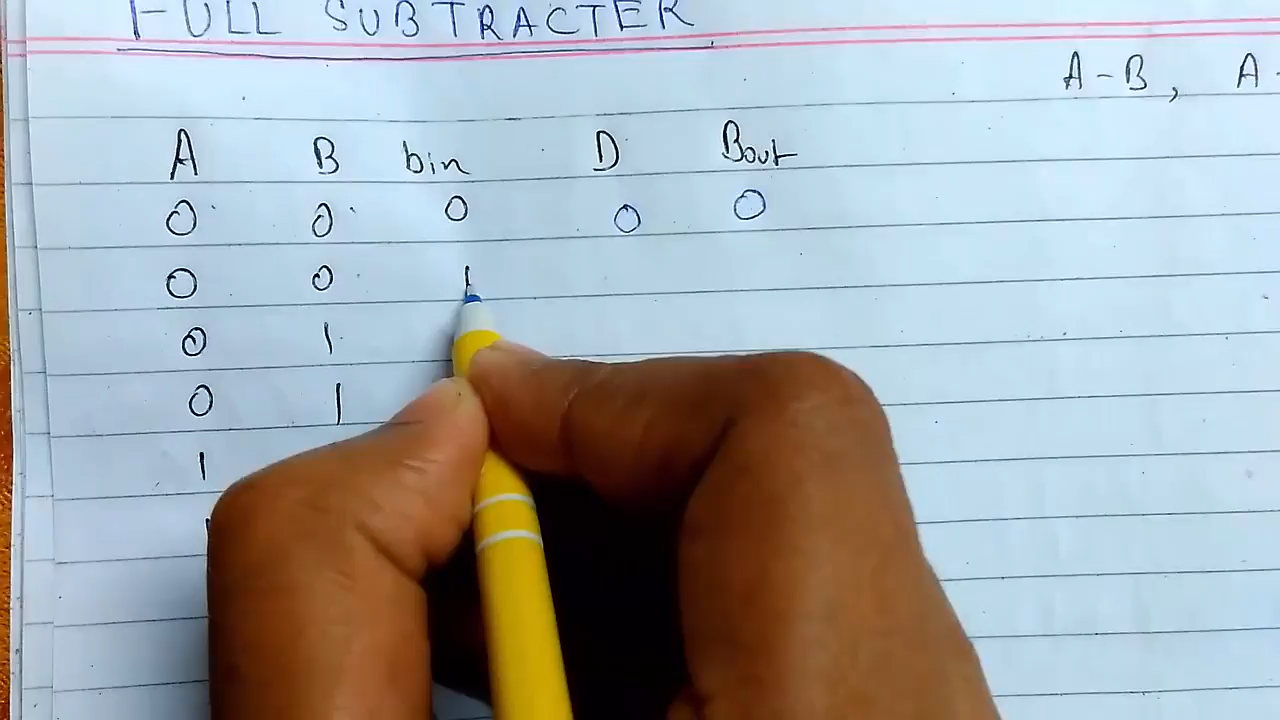 FULL SUBTRACTER
A-B, A-
A B bin D Bout
0 0 0 0 0
0 0 1
0 1
0 1
1